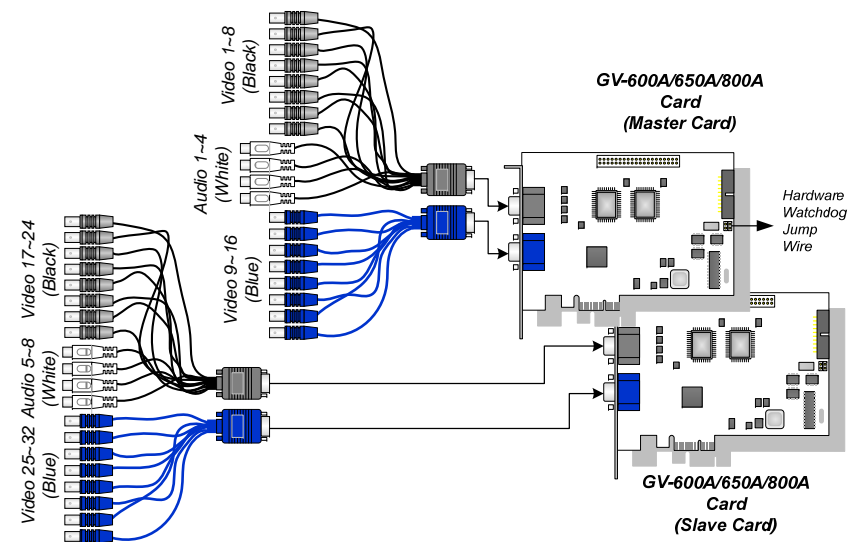 Video 1~8
(Black)
GV-600A/650A/800A
Card
(Master Card)
Audio 1~4
(White)
Hardware
Watchdog
Jump
Wire
Video 9~16
(Blue)
Video 17~24
(Black)
Audio 5~8
(White)
Video 25~32
(Blue)
GV-600A/650A/800A
Card
(Slave Card)